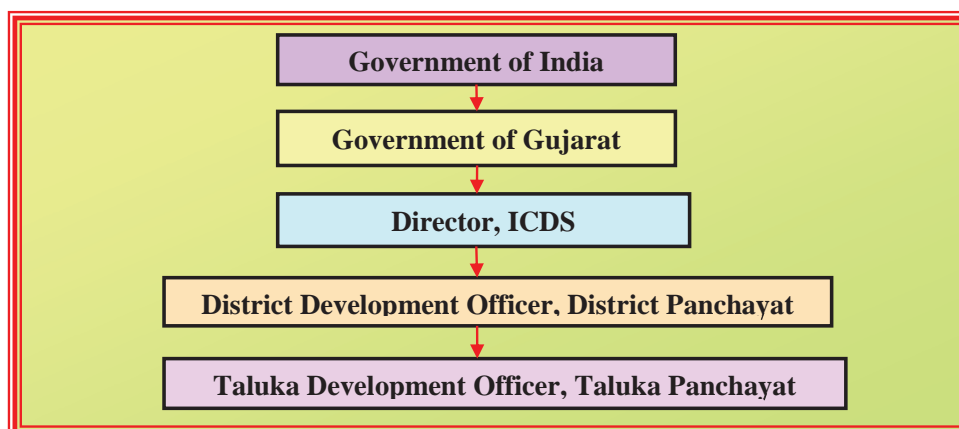 Government of India
Government of Gujarat
Director, ICDS
District Development Officer, District Panchayat
Taluka Development Officer, Taluka Panchayat